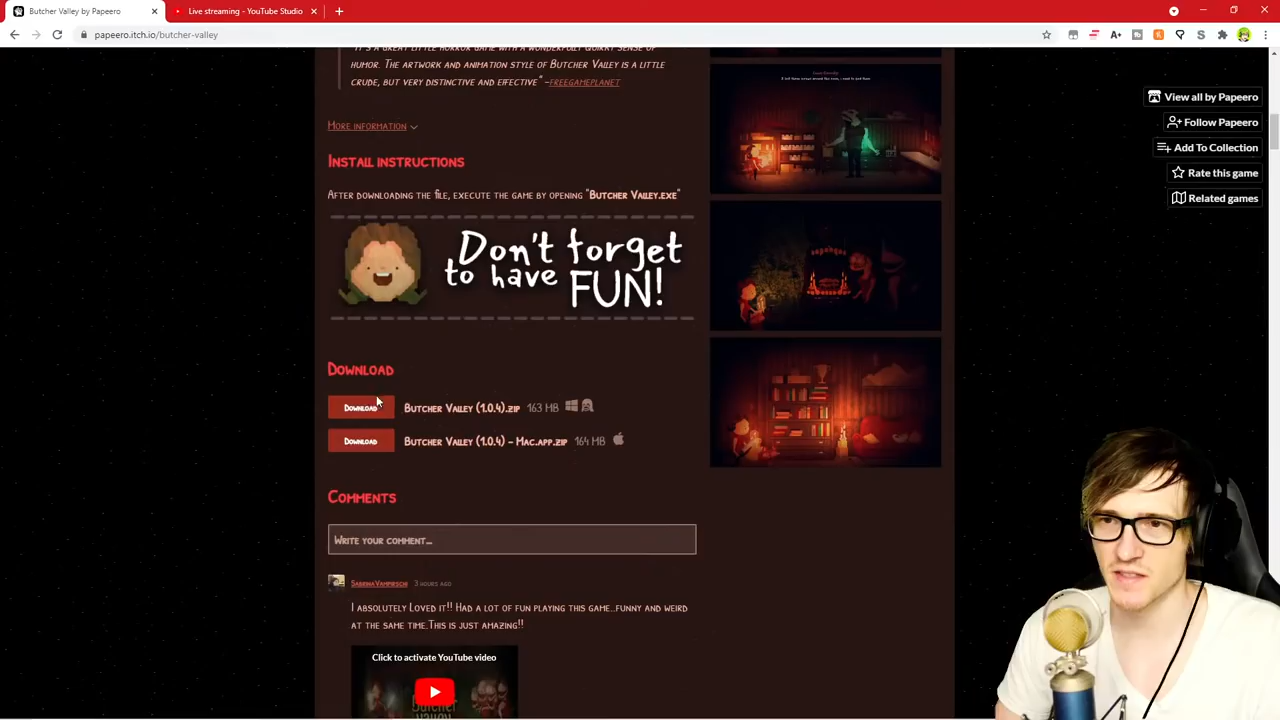 Butcher Valley by Papeero
Live streaming - YouTube Studio
papeero.itch.io/butcher-valley
"It's a great little horror game with a wonderfully quirky sense of
humor. The artwork and animation style of Butcher Valley is a little
crude, but very distinctive and effective" -FreeGamePlanet
More information
Install instructions
After downloading the file, execute the game by opening "Butcher Valley.exe"
Don't forget
to have FUN!
Download
Download Butcher Valley (1.0.4).zip 163 MB
Download Butcher Valley (1.0.4) - Mac.app.zip 164 MB
Comments
Write your comment...
SabrinaVampirschi 3 hours ago
I absolutely Loved it!! Had a lot of fun playing this game...funny and weird
at the same time.This is just amazing!!
Click to activate YouTube video
Butcher
Valley
View all by Papeero
Follow Papeero
Add To Collection
Rate this game
Related games